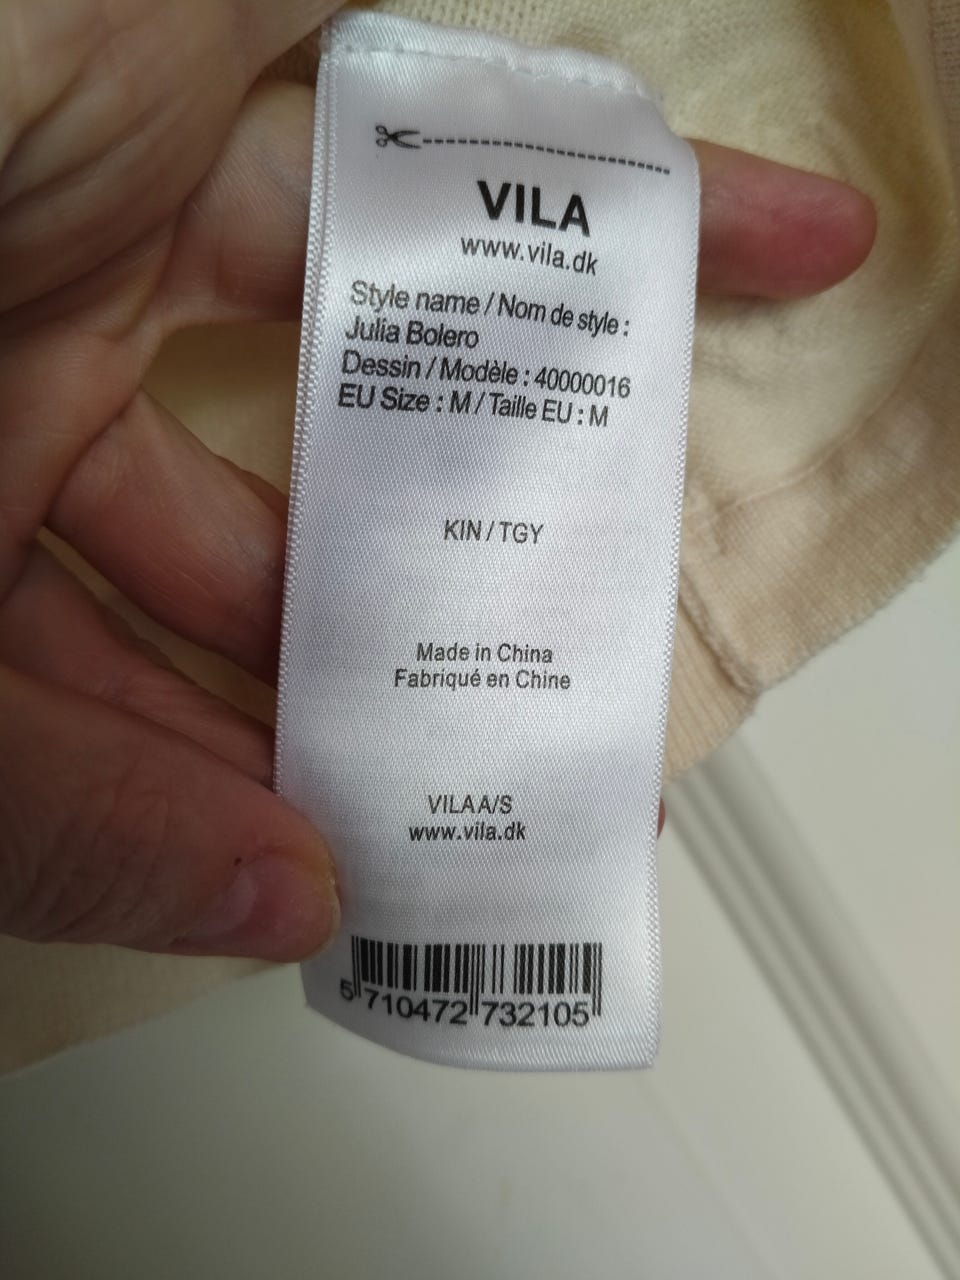 VILA
www.vila.dk
Style name / Nom de style :
Julia Bolero
Dessin / Modèle : 40000016
EU Size : M / Taille EU : M
KIN / TGY
Made in China
Fabriqué en Chine
VILA A/S
www.vila.dk
5 710472 732105